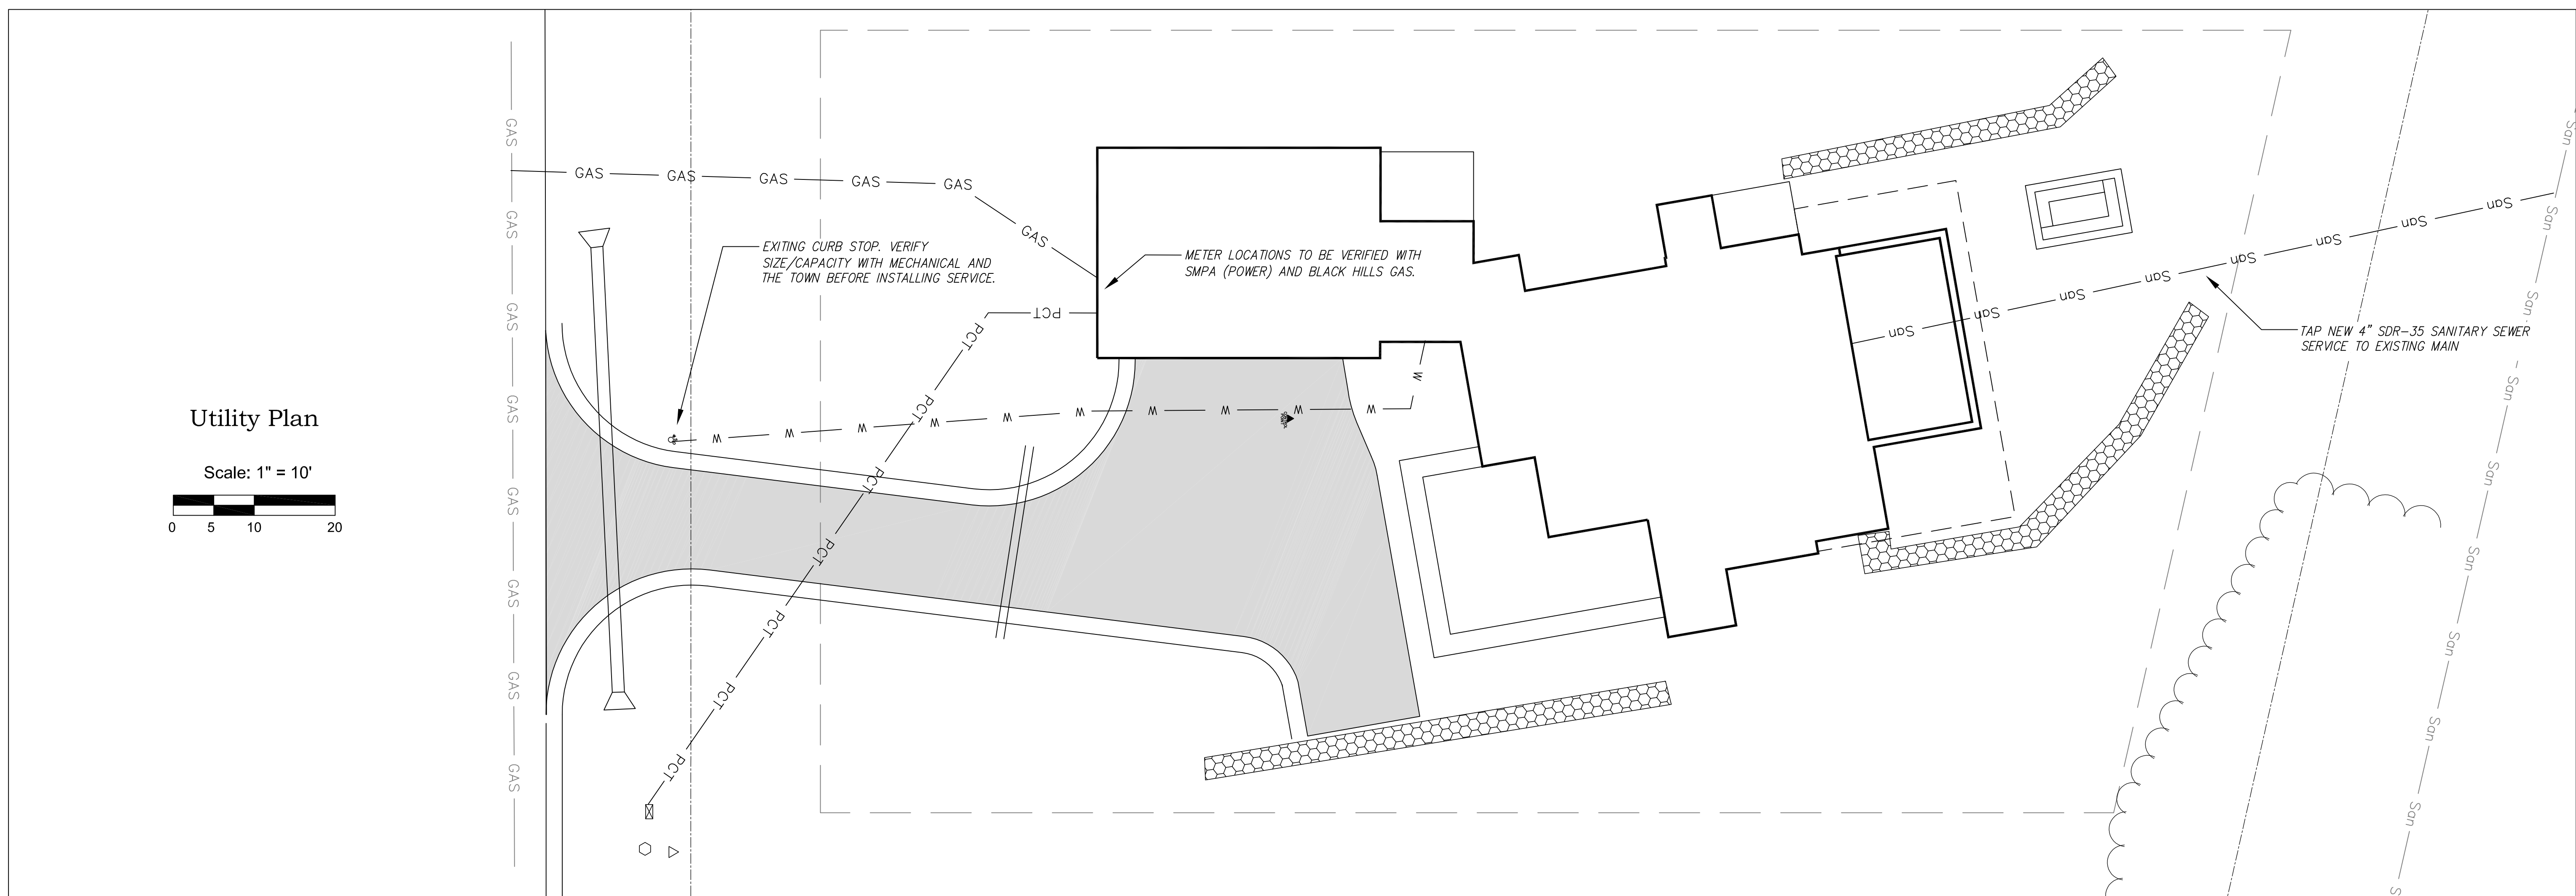 Utility Plan
Scale: 1" = 10'
0 5 10 20
GAS
GAS
GAS
GAS
GAS
GAS
GAS
GAS
GAS GAS GAS GAS GAS GAS
EXITING CURB STOP. VERIFY
SIZE/CAPACITY WITH MECHANICAL AND
THE TOWN BEFORE INSTALLING SERVICE.
METER LOCATIONS TO BE VERIFIED WITH
SMPA (POWER) AND BLACK HILLS GAS.
PCT PCT PCT PCT PCT PCT PCT PCT
W W W W W W W W W W W
San San San San San San San San
TAP NEW 4" SDR-35 SANITARY SEWER
SERVICE TO EXISTING MAIN
San
San
San
San
San
San
San
San
San
S